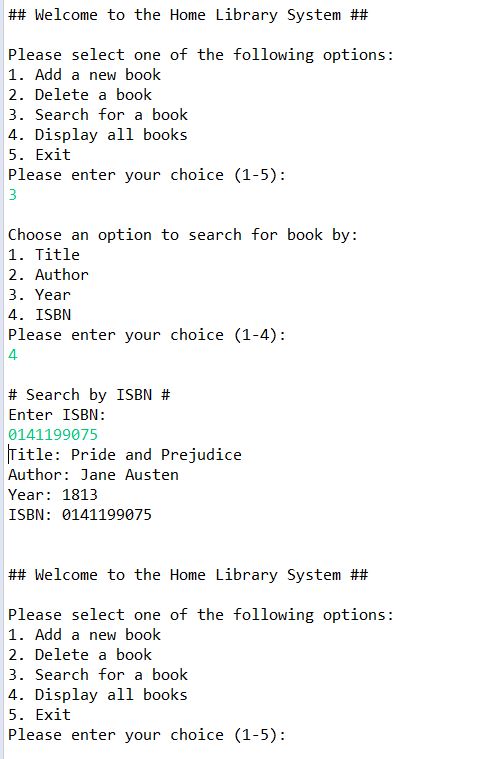 ## Welcome to the Home Library System ##
Please select one of the following options:
1. Add a new book
2. Delete a book
3. Search for a book
4. Display all books
5. Exit
Please enter your choice (1-5):
3
Choose an option to search for book by:
1. Title
2. Author
3. Year
4. ISBN
Please enter your choice (1-4):
4
# Search by ISBN #
Enter ISBN:
0141199075
Title: Pride and Prejudice
Author: Jane Austen
Year: 1813
ISBN: 0141199075
## Welcome to the Home Library System ##
Please select one of the following options:
1. Add a new book
2. Delete a book
3. Search for a book
4. Display all books
5. Exit
Please enter your choice (1-5):